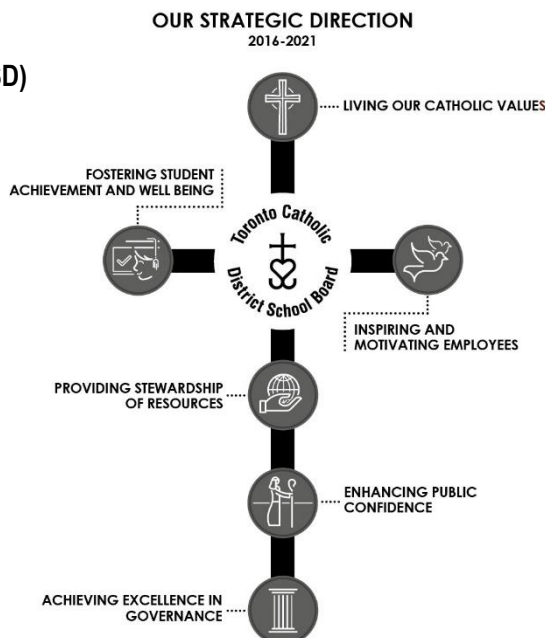 OUR STRATEGIC DIRECTION
2016-2021
D)
LIVING OUR CATHOLIC VALUES
FOSTERING STUDENT
ACHIEVEMENT AND WELL BEING
Toronto Catholic
District School Board
INSPIRING AND
MOTIVATING EMPLOYEES
PROVIDING STEWARDSHIP
OF RESOURCES
ENHANCING PUBLIC
CONFIDENCE
ACHIEVING EXCELLENCE IN
GOVERNANCE